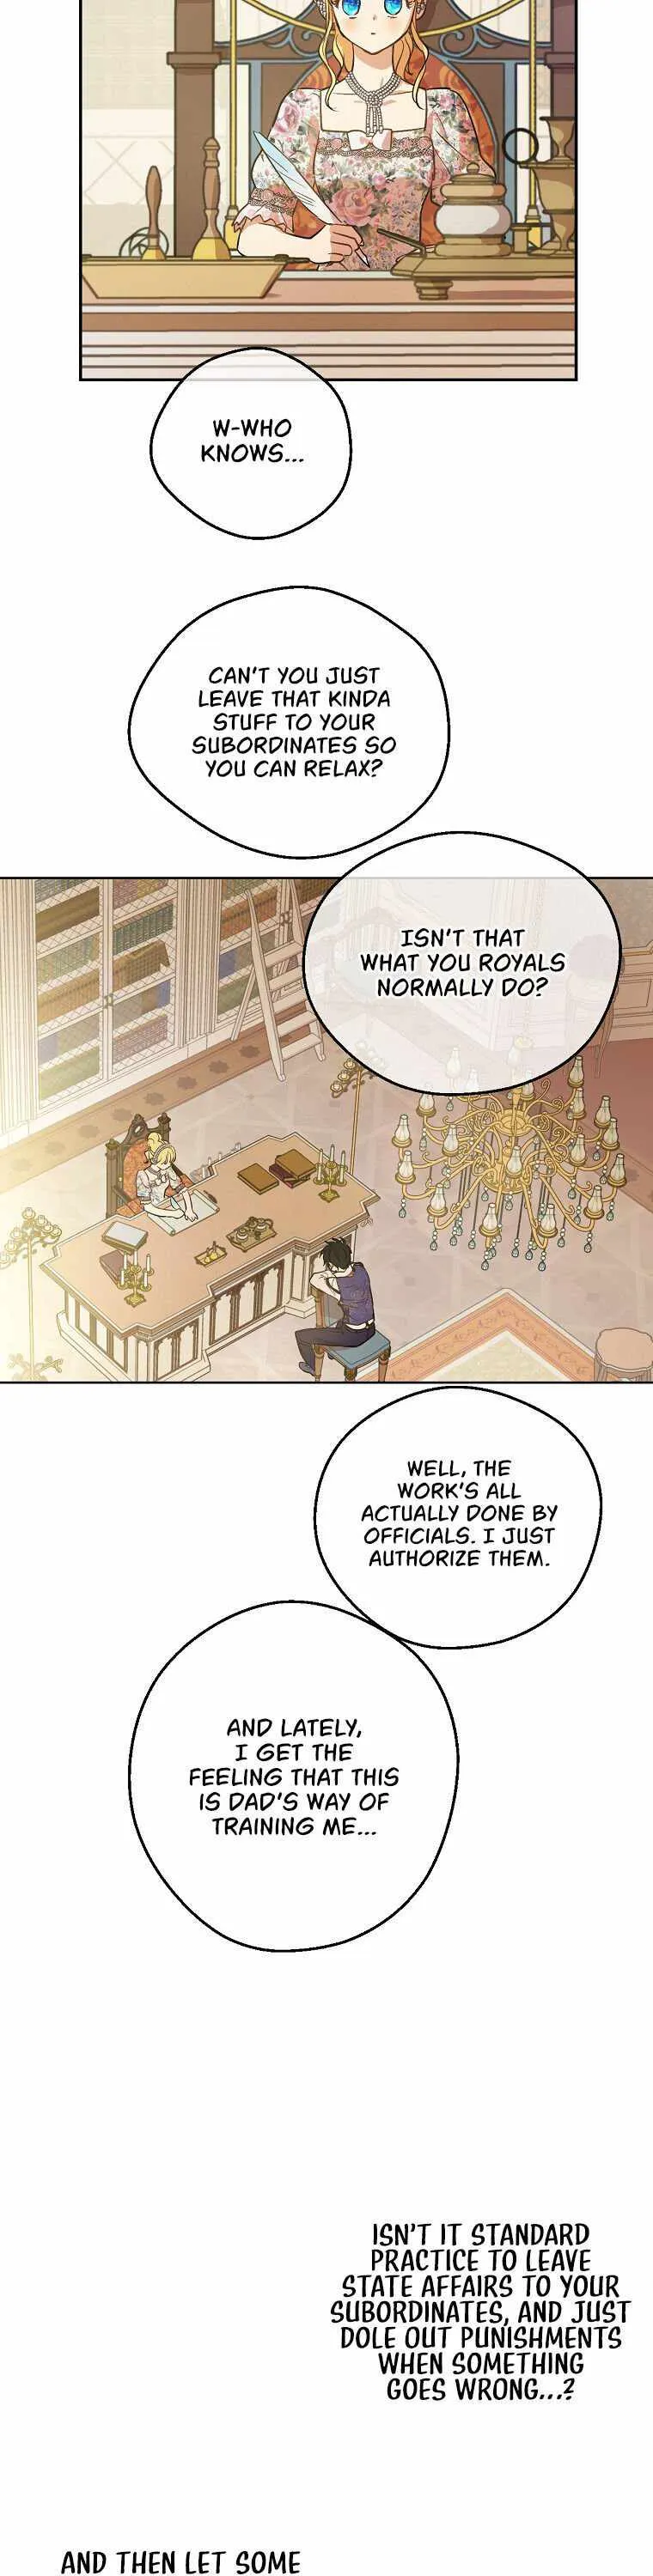 W-WHO
KNOWS...
CAN'T YOU JUST
LEAVE THAT KINDA
STUFF TO YOUR
SUBORDINATES SO
YOU CAN RELAX?
ISN'T THAT
WHAT YOU ROYALS
NORMALLY DO?
WELL, THE
WORK'S ALL
ACTUALLY DONE BY
OFFICIALS. I JUST
AUTHORIZE THEM.
AND LATELY,
I GET THE
FEELING THAT THIS
IS DAD'S WAY OF
TRAINING ME...
ISN'T IT STANDARD
PRACTICE TO LEAVE
STATE AFFAIRS TO YOUR
SUBORDINATES, AND JUST
DOLE OUT PUNISHMENTS
WHEN SOMETHING
GOES WRONG...?
AND THEN LET SOME